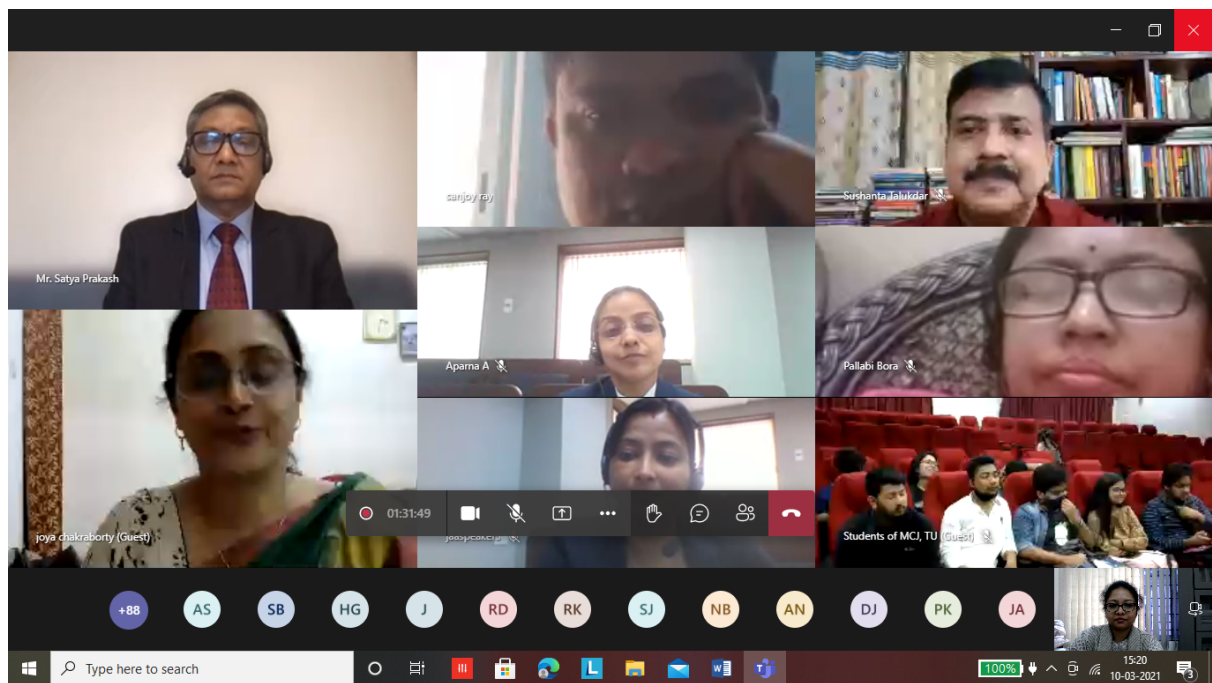 Mr. Satya Prakash
sanjoy ray
Sushanta Talukdar
Aparna A
Pallabi Bora
joya chakraborty (Guest)
01:31:49
jaaspeaker3
Students of MCJ, TU (Guest)
+88
AS
SB
HG
J
RD
RK
SJ
NB
AN
DJ
PK
JA
Type here to search
L
100%
15:20
10-03-2021
3